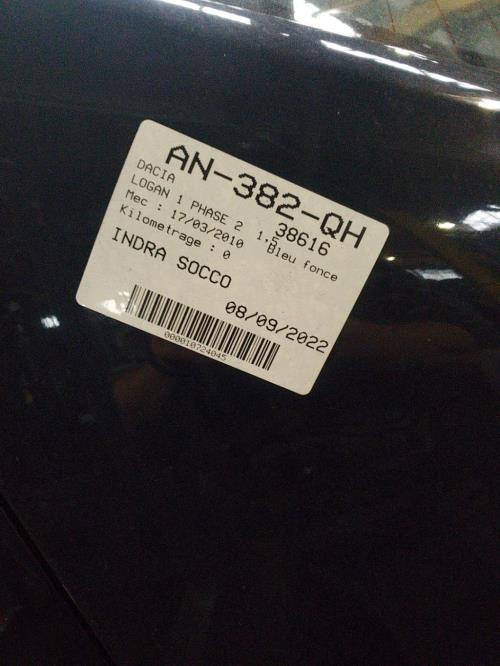 AN-382-QH
DACIA 38616
LOGAN 1 PHASE 2 1.5 Bleu fonce
Mec : 17/03/2010
Kilometrage : 0
INDRA SOCCO
08/09/2022
000010724045